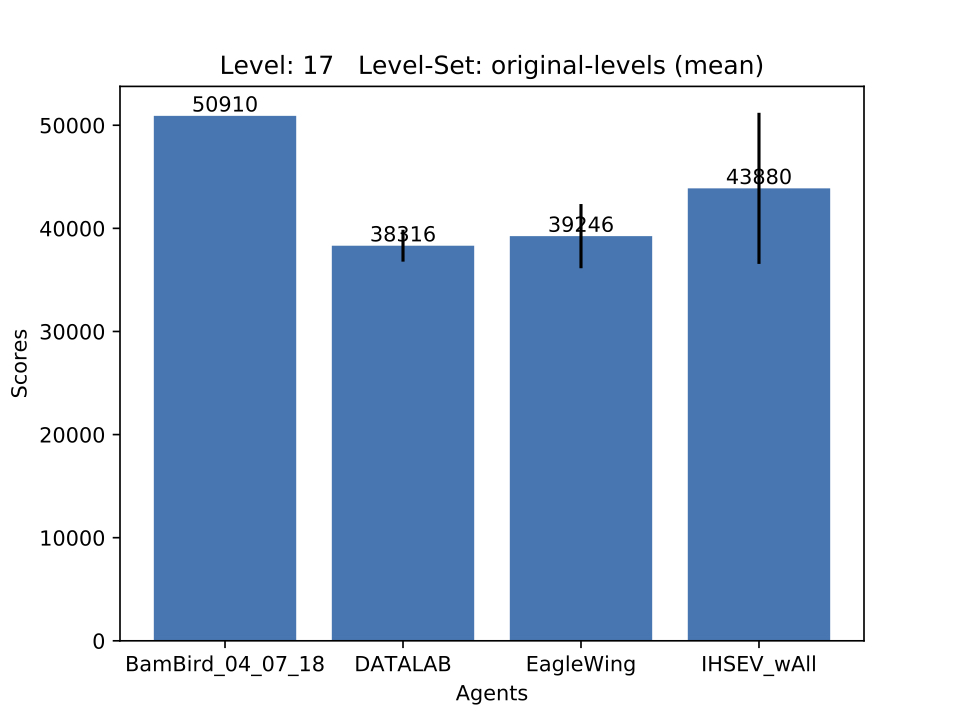 Level: 17   Level-Set: original-levels (mean)
50910
38316
39246
43880
50000
40000
30000
20000
10000
0
Scores
BamBird_04_07_18
DATALAB
EagleWing
IHSEV_wAll
Agents